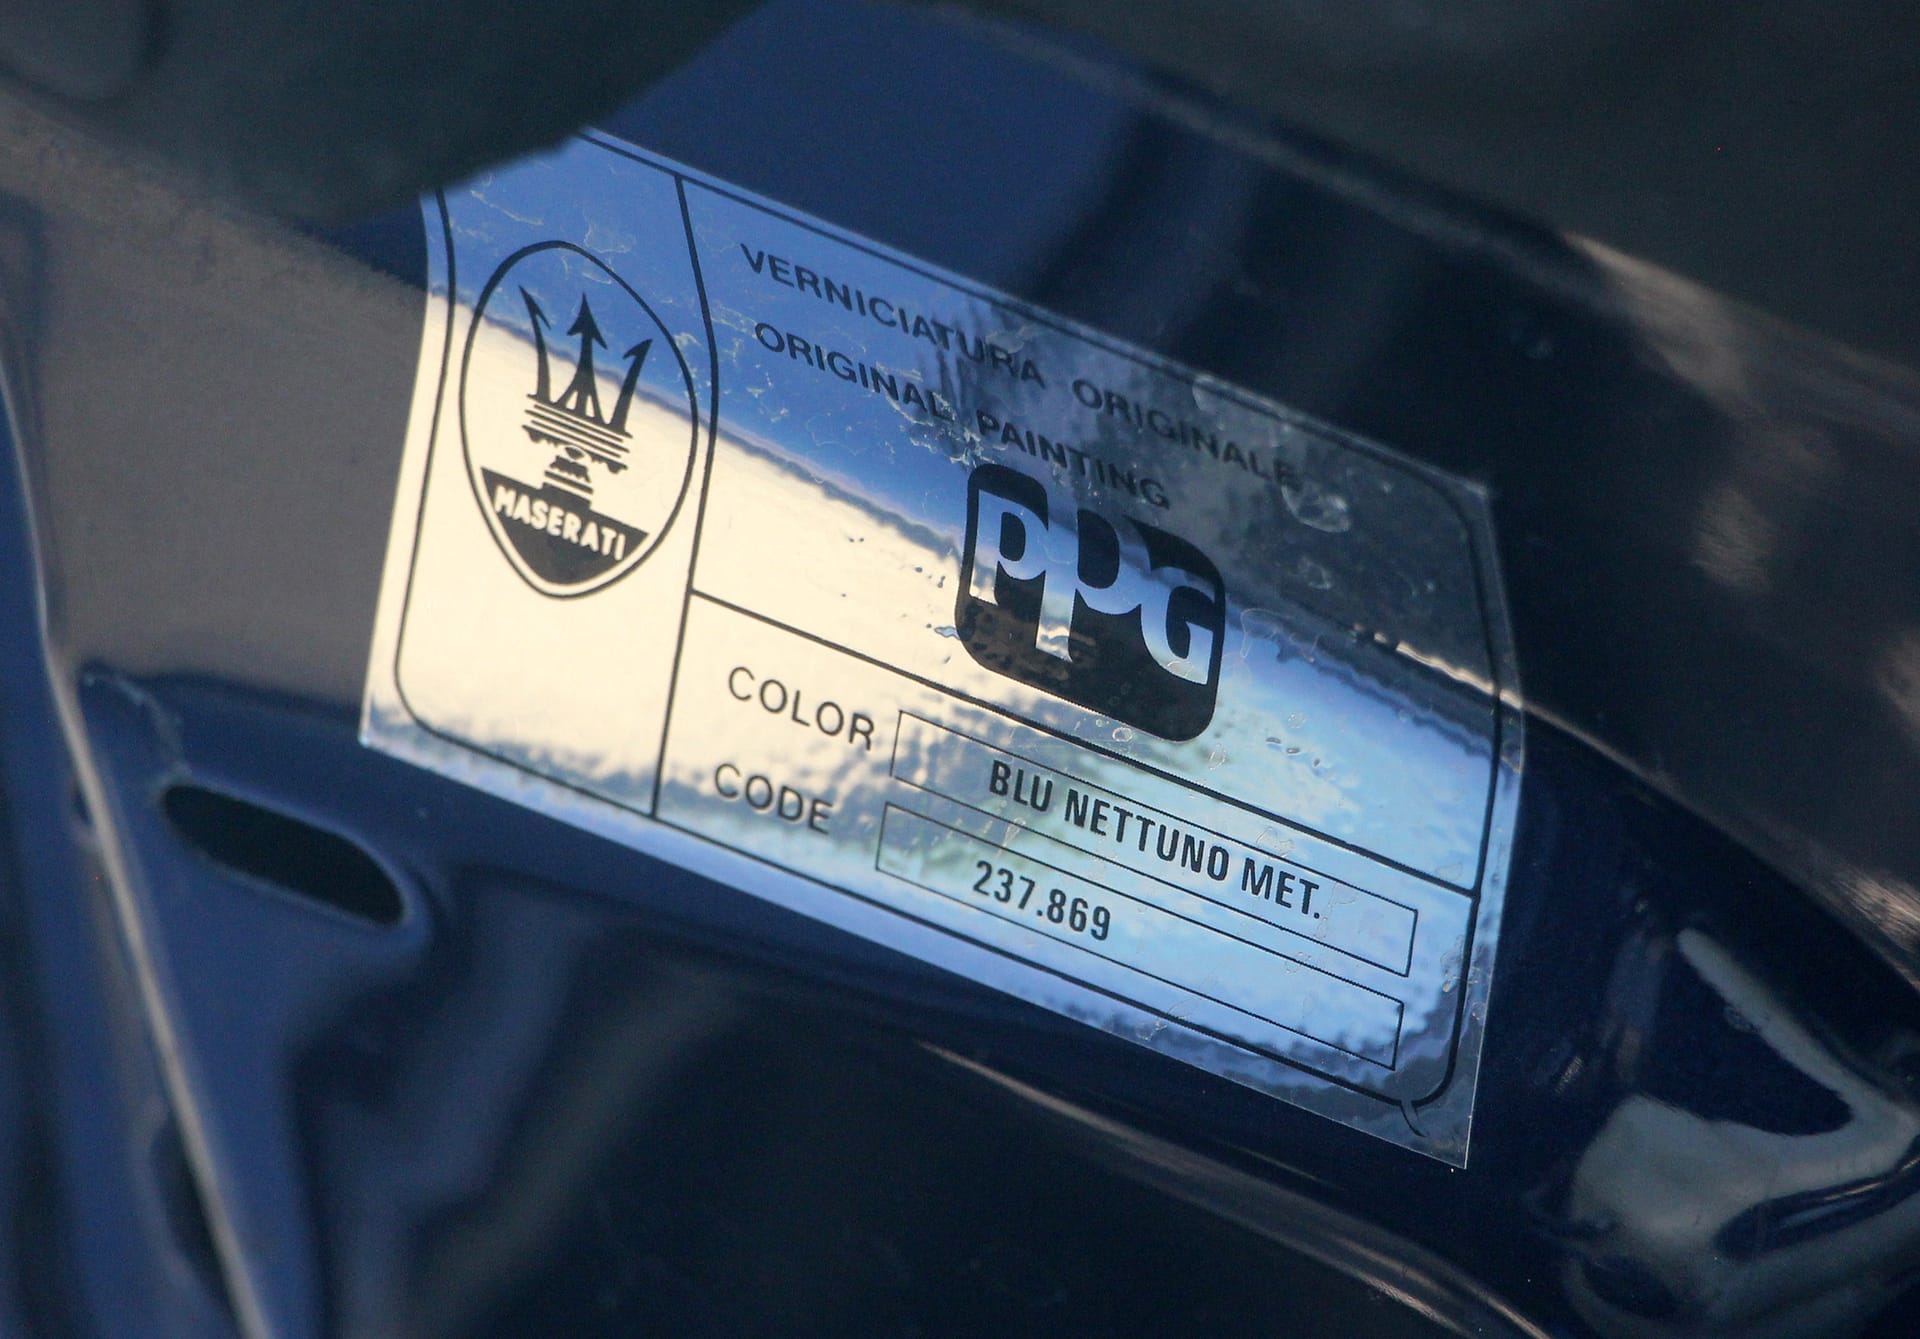 MASERATI
VERNICIATURA ORIGINALE
ORIGINAL PAINTING
PPG
COLOR BLU NETTUNO MET.
CODE 237.869